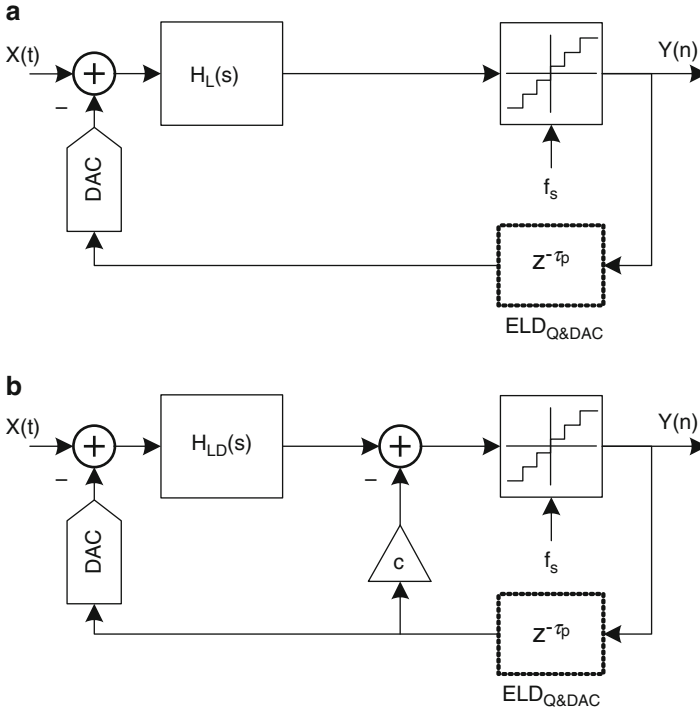 a
X(t)
+
−
H_L(s)
Y(n)
DAC
f_s
z^-τp
ELD_Q&DAC
b
X(t)
+
−
H_LD(s)
+
−
Y(n)
DAC
c
f_s
z^-τp
ELD_Q&DAC